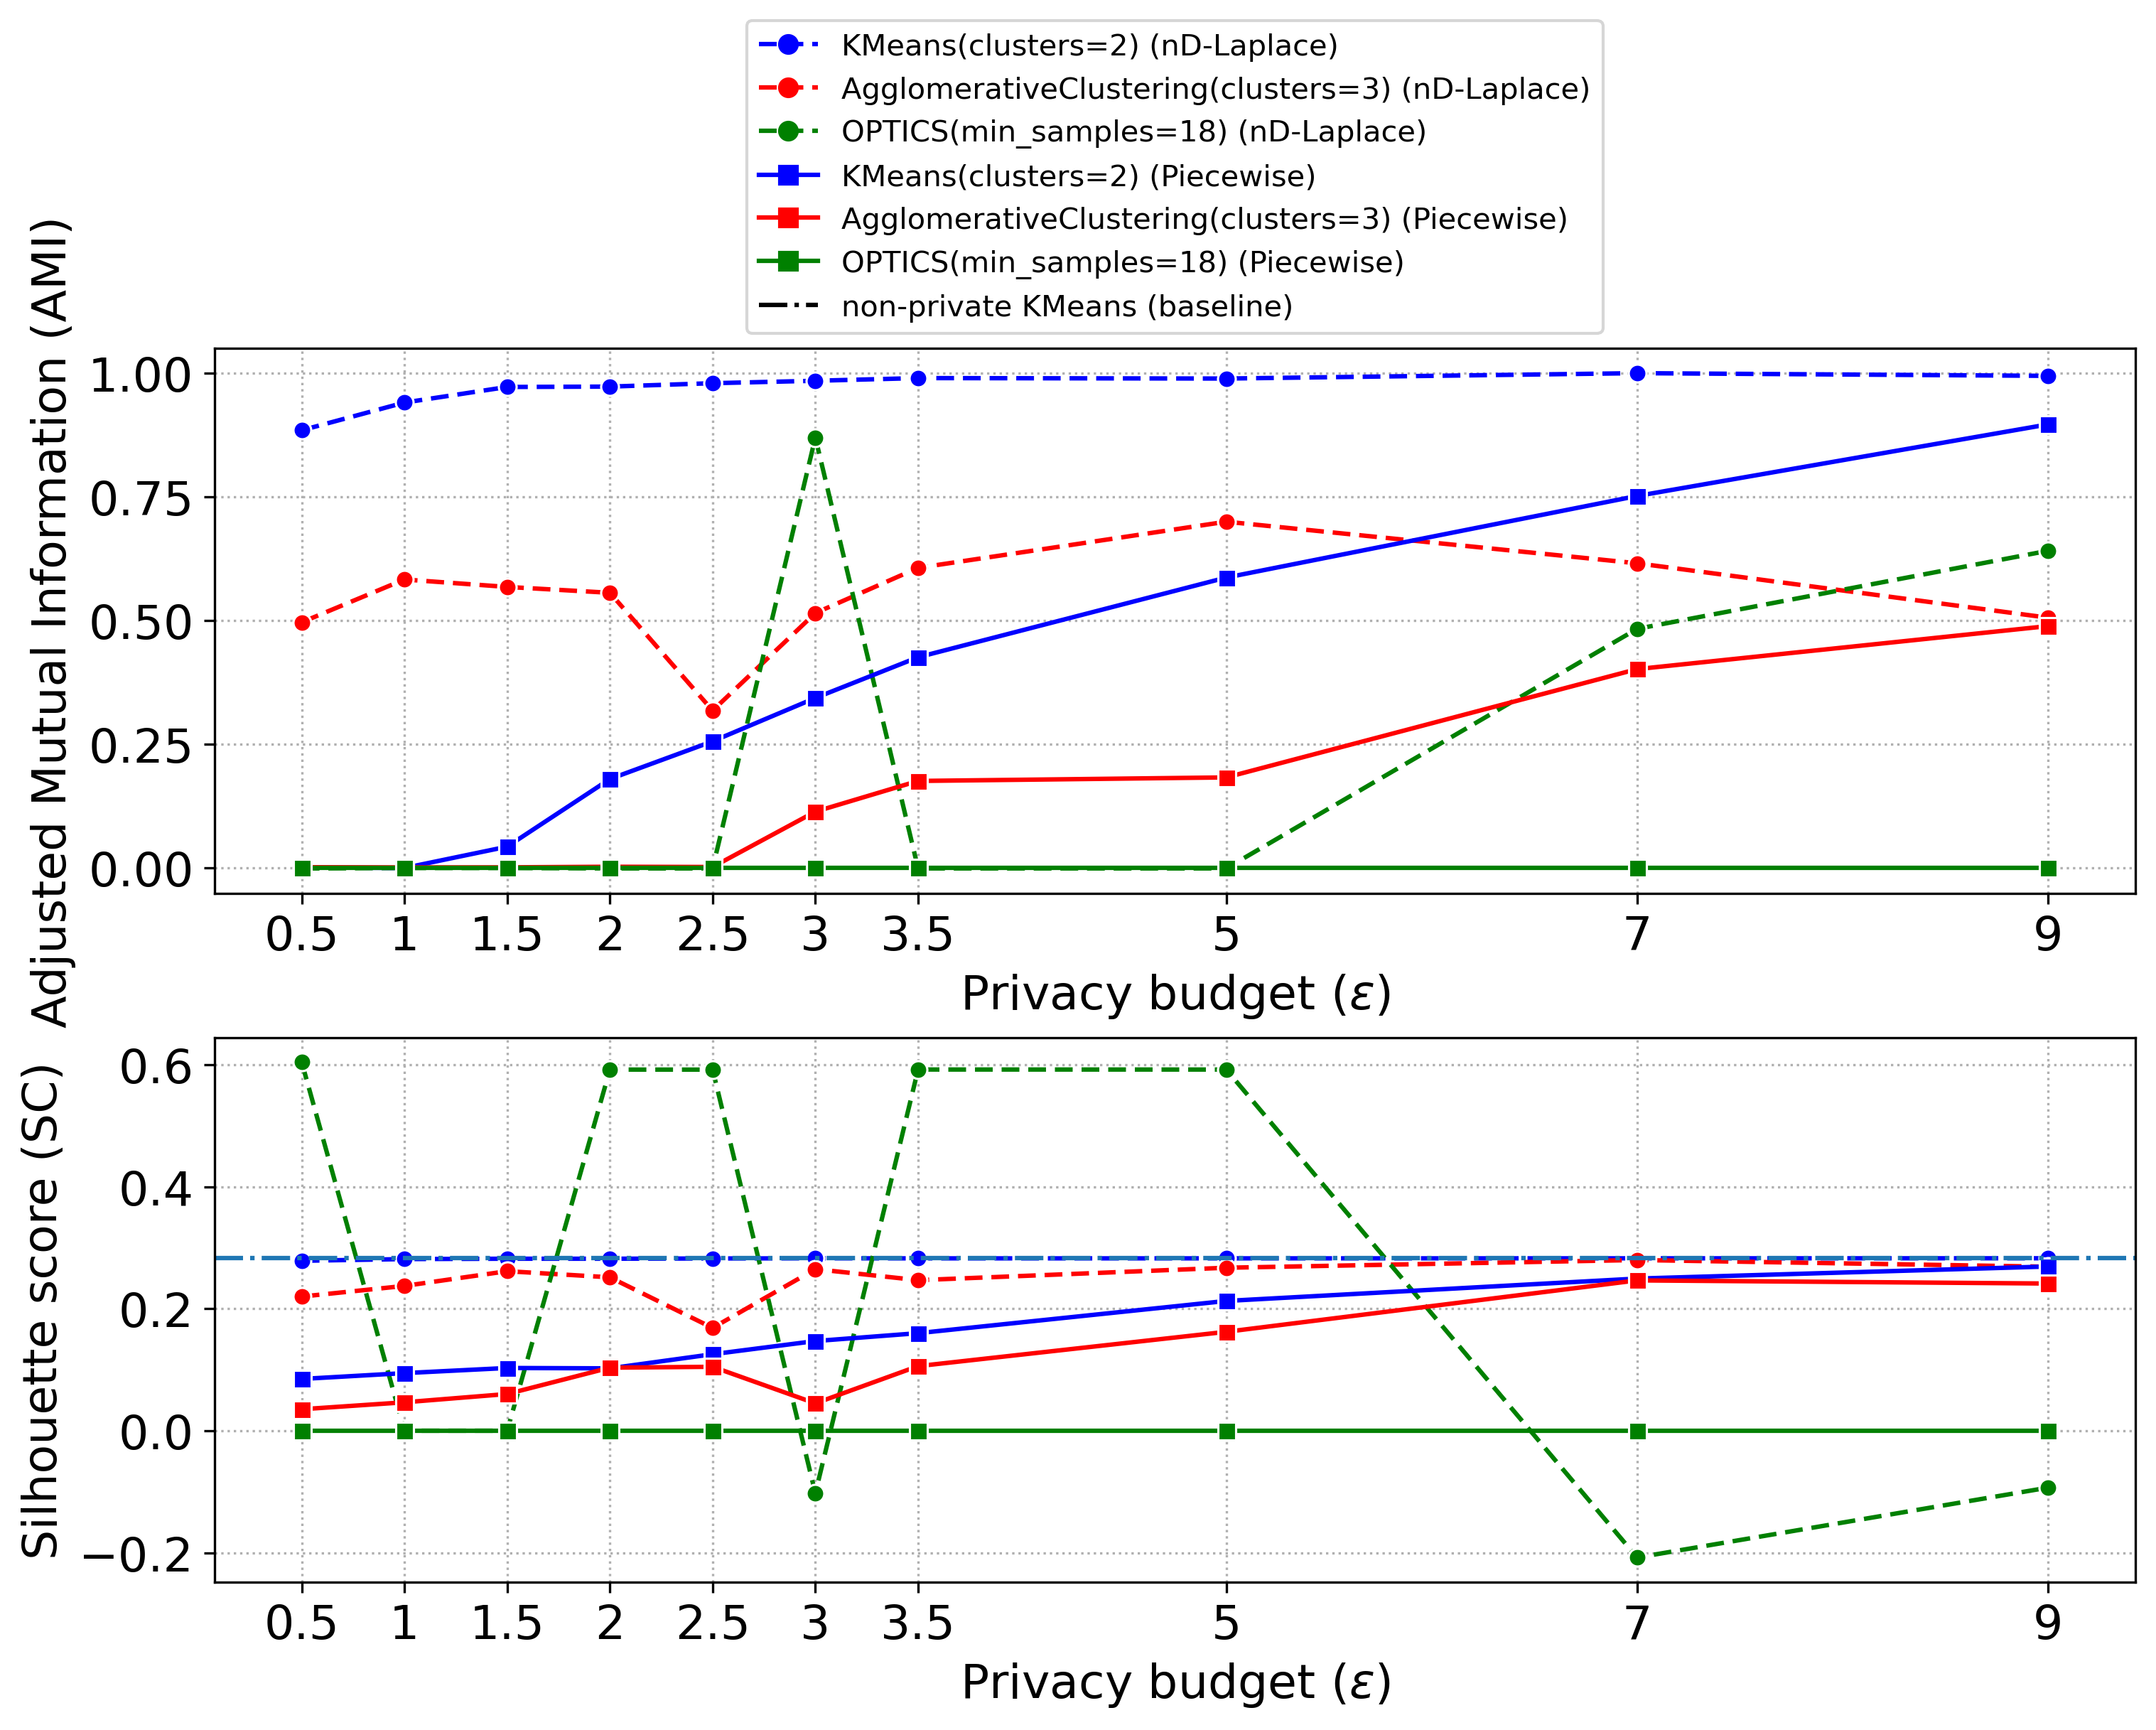 KMeans(clusters=2) (nD-Laplace)
AgglomerativeClustering(clusters=3) (nD-Laplace)
OPTICS(min_samples=18) (nD-Laplace)
KMeans(clusters=2) (Piecewise)
AgglomerativeClustering(clusters=3) (Piecewise)
OPTICS(min_samples=18) (Piecewise)
non-private KMeans (baseline)
Adjusted Mutual Information (AMI)
1.00
0.75
0.50
0.25
0.00
0.5 1 1.5 2 2.5 3 3.5 5 7 9
Privacy budget (ε)
Silhouette score (SC)
0.6
0.4
0.2
0.0
−0.2
0.5 1 1.5 2 2.5 3 3.5 5 7 9
Privacy budget (ε)